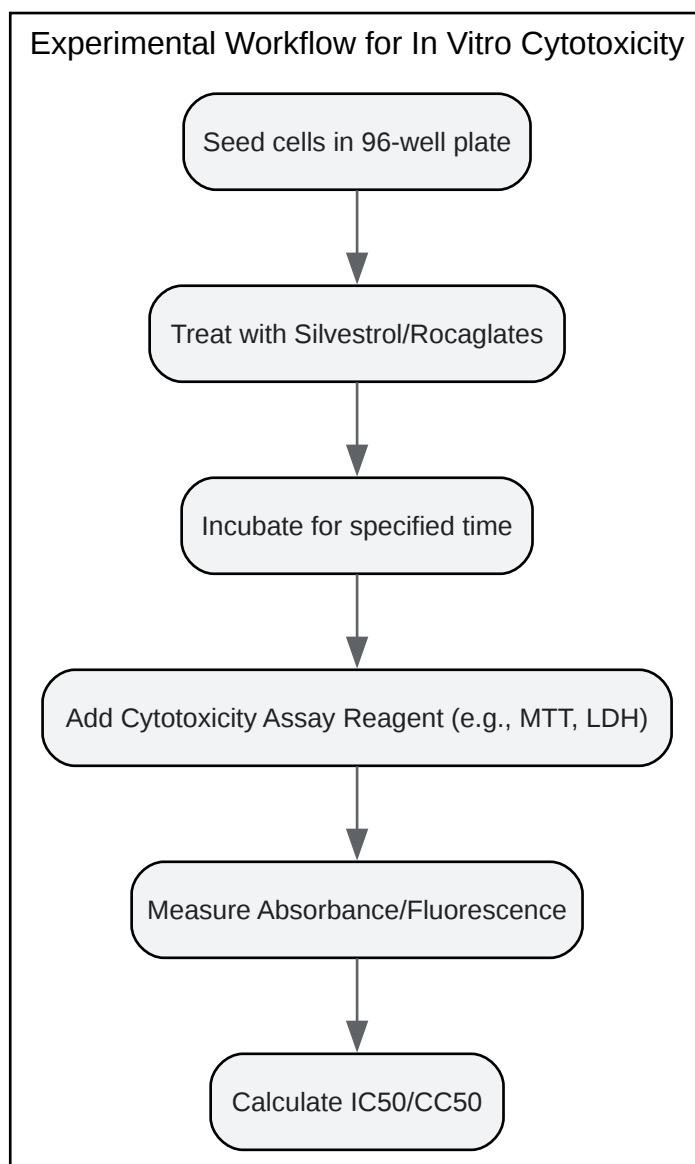 Experimental Workflow for In Vitro Cytotoxicity
Seed cells in 96-well plate
Treat with Silvestrol/Rocaglates
Incubate for specified time
Add Cytotoxicity Assay Reagent (e.g., MTT, LDH)
Measure Absorbance/Fluorescence
Calculate IC50/CC50